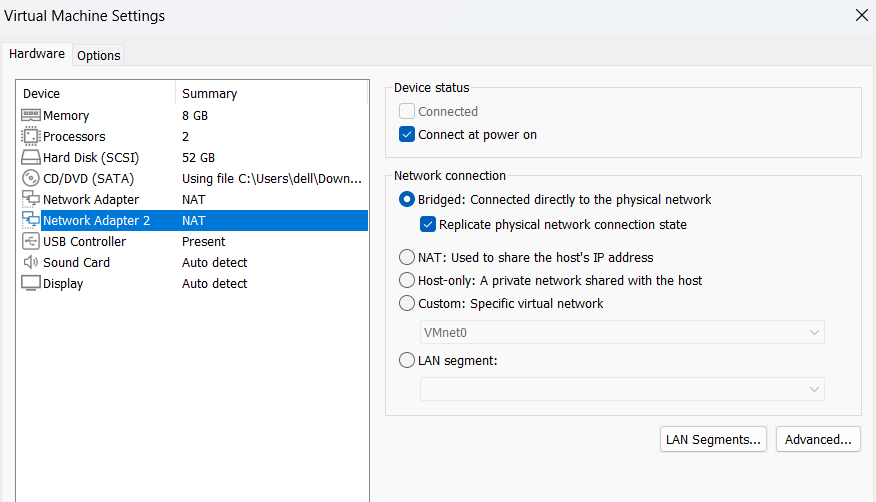 Virtual Machine Settings
Hardware
Options
Device Summary
Memory 8 GB
Processors 2
Hard Disk (SCSI) 52 GB
CD/DVD (SATA) Using file C:\Users\dell\Down...
Network Adapter NAT
Network Adapter 2 NAT
USB Controller Present
Sound Card Auto detect
Display Auto detect
Device status
Connected
Connect at power on
Network connection
Bridged: Connected directly to the physical network
Replicate physical network connection state
NAT: Used to share the host's IP address
Host-only: A private network shared with the host
Custom: Specific virtual network
VMnet0
LAN segment:
LAN Segments... Advanced...